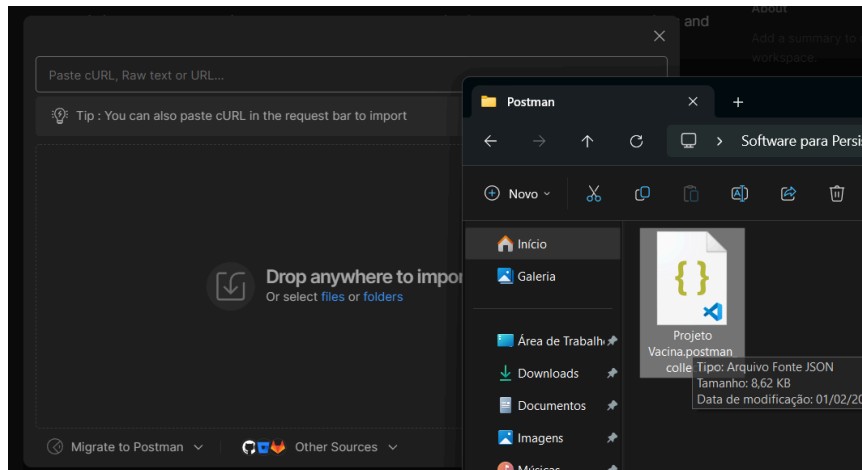 and
About
Add a summary to
workspace.
Paste cURL, Raw text or URL...
Tip : You can also paste cURL in the request bar to import
Drop anywhere to impor
Or select files or folders
Migrate to Postman
Other Sources
Postman
Software para Persis
Novo
Início
Galeria
Área de Trabalh
Downloads
Documentos
Imagens
Músicas
Projeto
Vacina.postman
colle
Tipo: Arquivo Fonte JSON
Tamanho: 8,62 KB
Data de modificação: 01/02/20